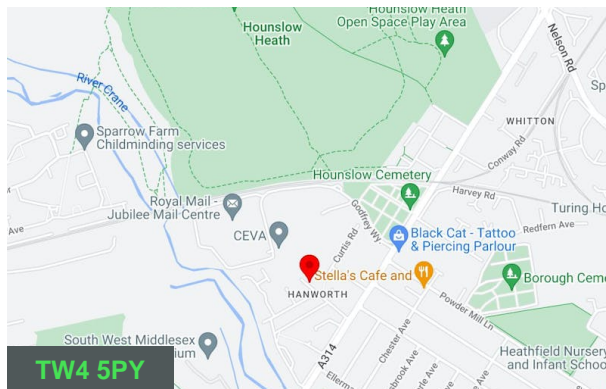 Hounslow Heath
Open Space Play Area
Hounslow
Heath
Nelson Rd
River Crane
Sparrow Farm
Childminding services
WHITTON
Conway Rd
Hounslow Cemetery
Harvey Rd
Royal Mail -
Jubilee Mail Centre
Godfrey Wy
Turing Ho
Ave
Redfern Ave
CEVA
Curtis Rd
Black Cat - Tattoo
& Piercing Parlour
Stella's Cafe and
HANWORTH
Borough Ceme
Powder Mill Ln
Chester Ave
South West Middlesex
A314
Heathfield Nursery
and Infant Schoo
TW4 5PY